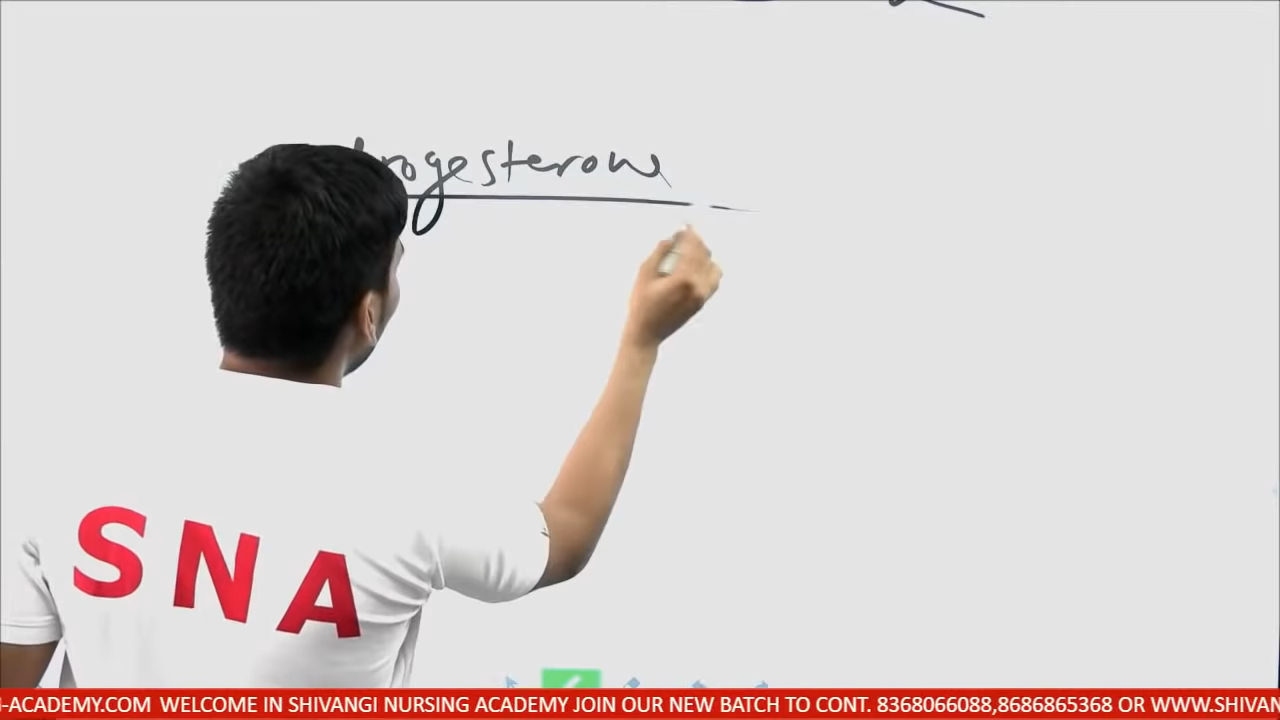 progesterone
SNA
-ACADEMY.COM WELCOME IN SHIVANGI NURSING ACADEMY JOIN OUR NEW BATCH TO CONT. 8368066088,8686865368 OR WWW.SHIVAN